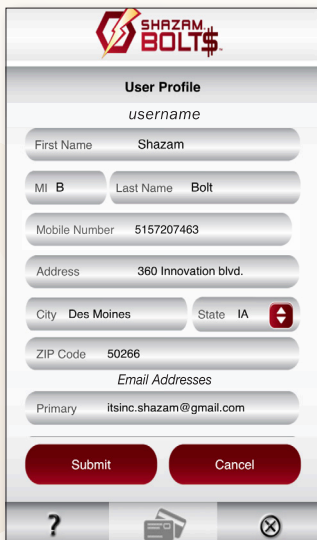 SHAZAM
BOLT$™
User Profile
username
First Name Shazam
MI B Last Name Bolt
Mobile Number 5157207463
Address 360 Innovation blvd.
City Des Moines State IA
ZIP Code 50266
Email Addresses
Primary itsinc.shazam@gmail.com
Submit Cancel
?